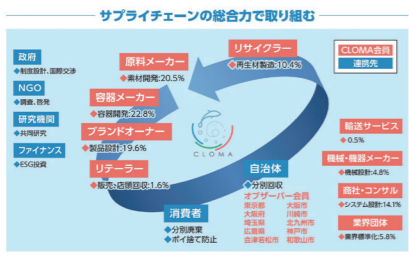 サプライチェーンの総合力で取り組む
政府
◆制度設計、国際交渉
NGO
◆調査、啓発
研究機関
◆共同研究
ファイナンス
◆ESG投資
原料メーカー
◆素材開発:20.5%
容器メーカー
◆容器開発:22.8%
ブランドオーナー
◆製品設計:19.6%
リテーラー
◆販売・店頭回収:1.6%
消費者
◆分別廃棄
◆ポイ捨て防止
自治体
◆分別回収
オブザーバー会員
東京都 大阪市
大阪府 川崎市
埼玉県 北九州市
広島県 神戸市
会津若松市 和歌山市
リサイクラー
◆再生材製造:10.4%
CLOMA
CLOMA会員
連携先
輸送サービス
◆0.5%
機械・機器メーカー
◆機械設計:4.8%
商社・コンサル
◆システム設計:14.1%
業界団体
◆業界標準化:5.8%